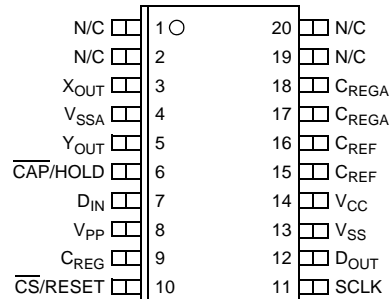 N/C 1 20 N/C
N/C 2 19 N/C
XOUT 3 18 CREGA
VSSA 4 17 CREGA
YOUT 5 16 CREF
CAP/HOLD 6 15 CREF
DIN 7 14 VCC
VPP 8 13 VSS
CREG 9 12 DOUT
CS/RESET 10 11 SCLK